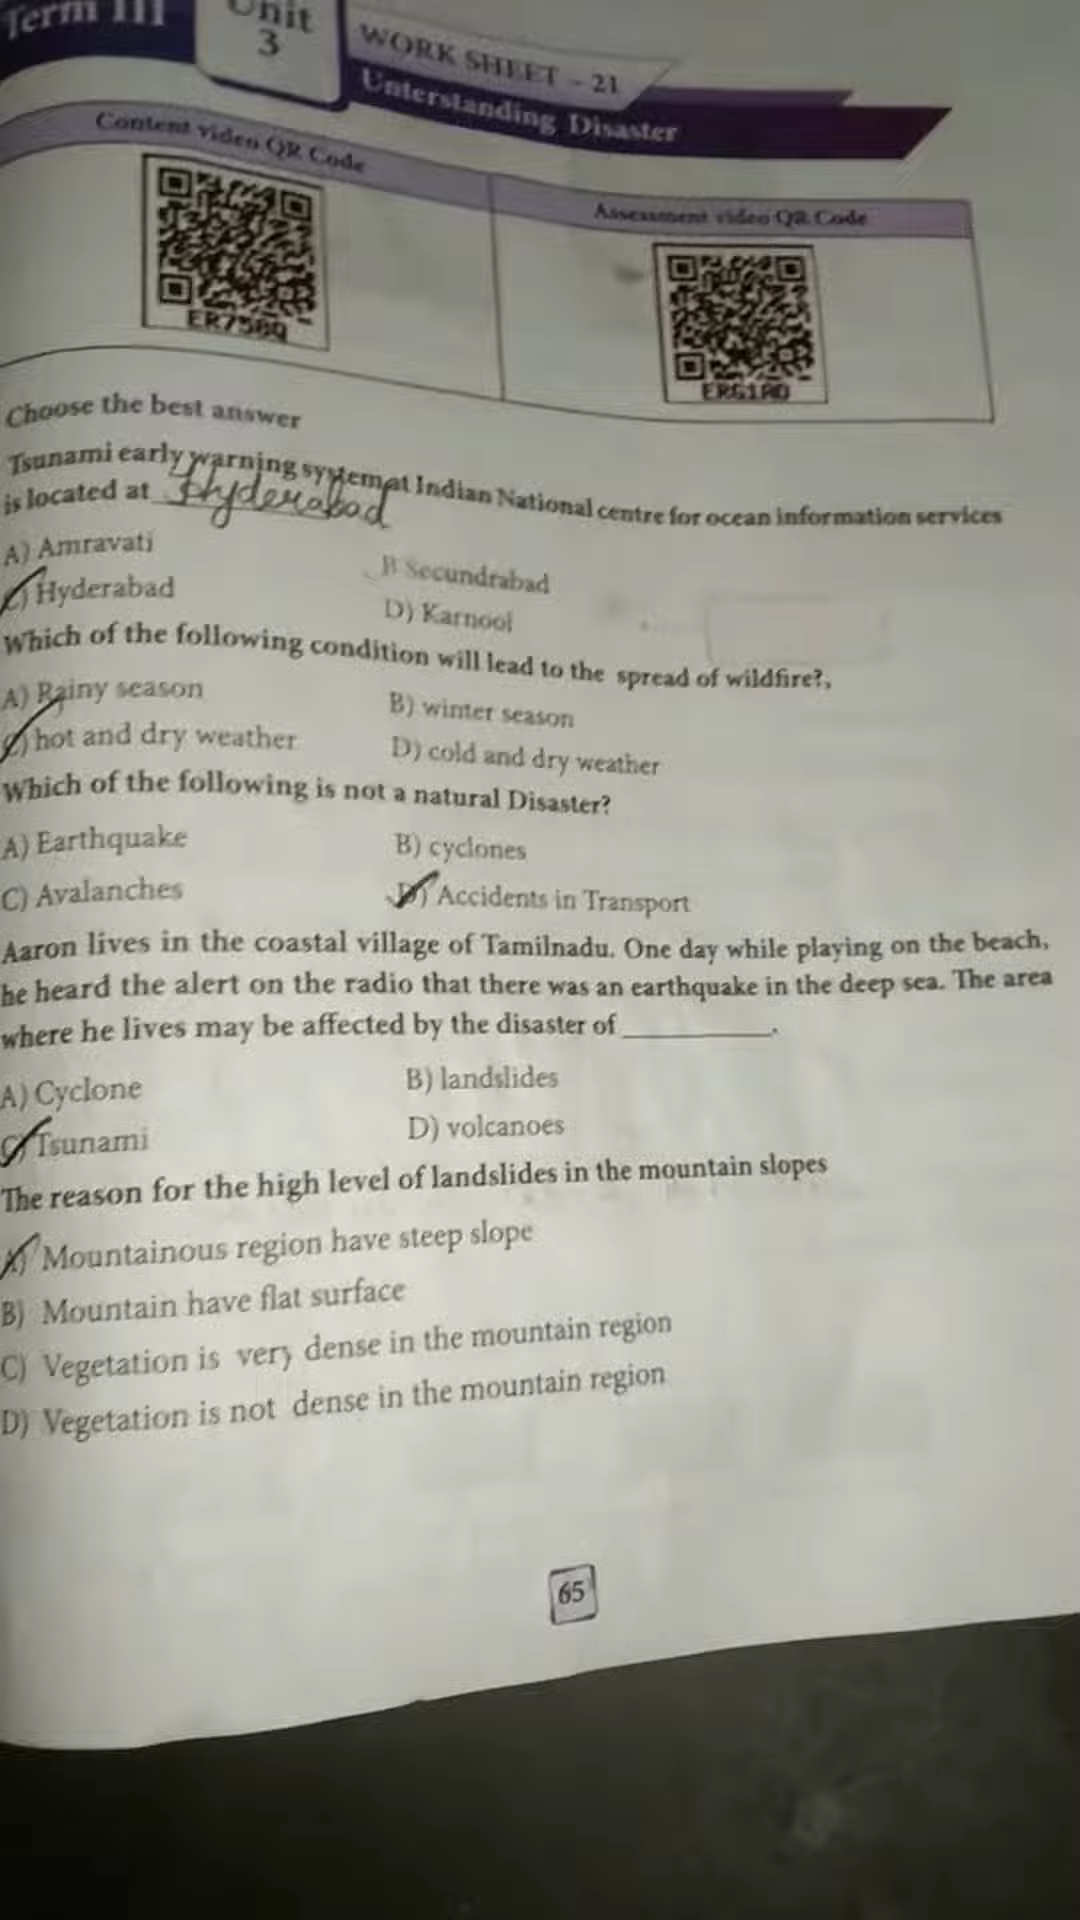 Term III
Unit
3
WORK SHEET - 21
Unterstanding Disaster
Content video QR Code
Assessment video QR Code
ER758Q
Choose the best answer
Tsunami early warning system at Indian National centre for ocean information services
is located at Hyderabad
A) Amravati
B Secundrabad
C) Hyderabad
D) Karnool
Which of the following condition will lead to the spread of wildfire?,
A) Rainy season
B) winter season
C) hot and dry weather
D) cold and dry weather
Which of the following is not a natural Disaster?
A) Earthquake
B) cyclones
C) Avalanches
D) Accidents in Transport
Aaron lives in the coastal village of Tamilnadu. One day while playing on the beach,
he heard the alert on the radio that there was an earthquake in the deep sea. The area
where he lives may be affected by the disaster of __________.
A) Cyclone
B) landslides
C) Tsunami
D) volcanoes
The reason for the high level of landslides in the mountain slopes
A) Mountainous region have steep slope
B) Mountain have flat surface
C) Vegetation is very dense in the mountain region
D) Vegetation is not dense in the mountain region
65